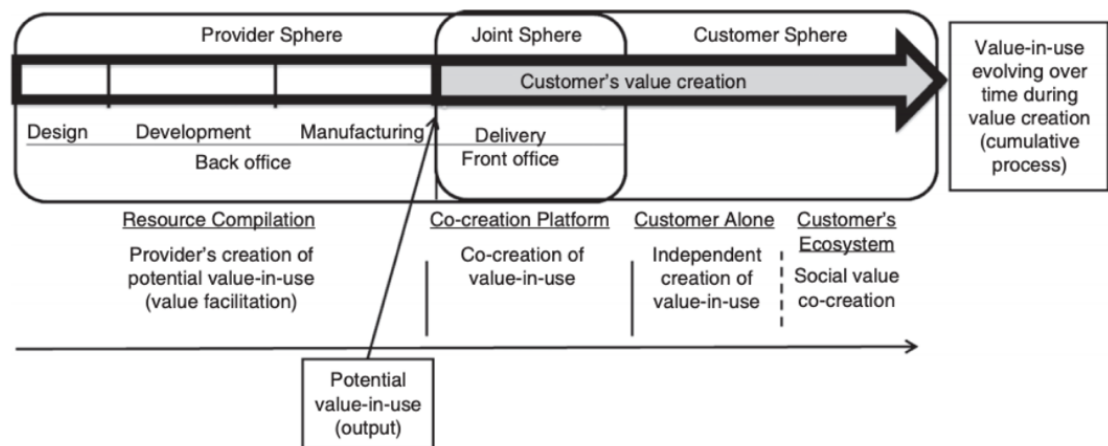 Provider Sphere
Joint Sphere
Customer Sphere
Customer's value creation
Value-in-use
evolving over
time during
value creation
(cumulative
process)
Design
Development
Manufacturing
Delivery
Back office
Front office
Resource Compilation
Provider's creation of
potential value-in-use
(value facilitation)
Co-creation Platform
Co-creation of
value-in-use
Customer Alone
Independent
creation of
value-in-use
Customer's
Ecosystem
Social value
co-creation
Potential
value-in-use
(output)